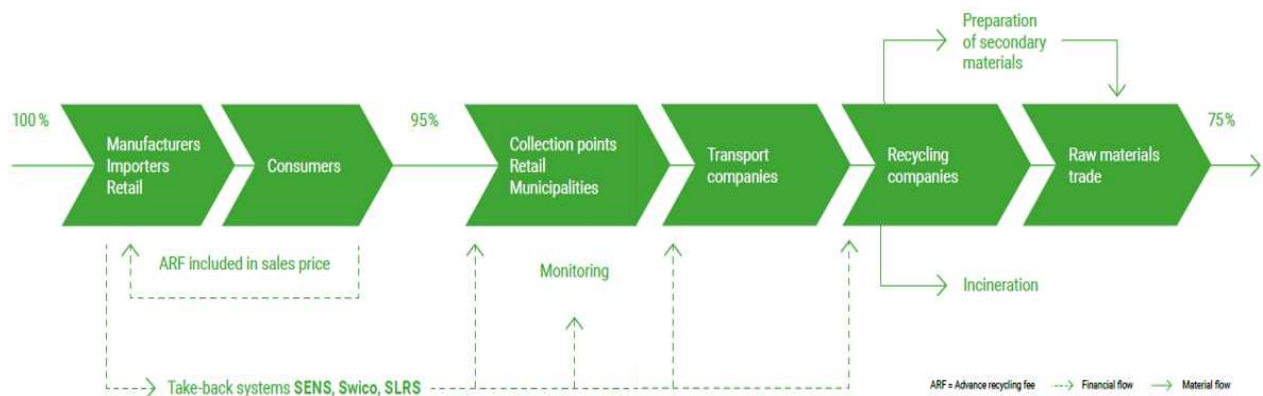 Preparation
of secondary
materials
100 %
Manufacturers
Importers
Retail
Consumers
95%
Collection points
Retail
Municipalities
Transport
companies
Recycling
companies
Raw materials
trade
75%
ARF included in sales price
Monitoring
Incineration
Take-back systems SENS, Swico, SLRS
ARF = Advance recycling fee
Financial flow
Material flow